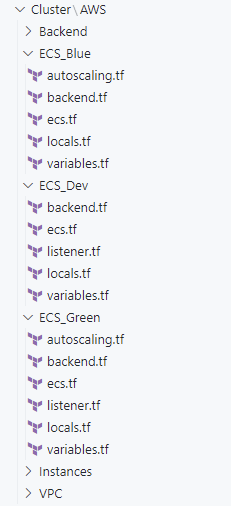 Cluster\AWS
Backend
ECS_Blue
autoscaling.tf
backend.tf
ecs.tf
locals.tf
variables.tf
ECS_Dev
backend.tf
ecs.tf
listener.tf
locals.tf
variables.tf
ECS_Green
autoscaling.tf
backend.tf
ecs.tf
listener.tf
locals.tf
variables.tf
Instances
VPC